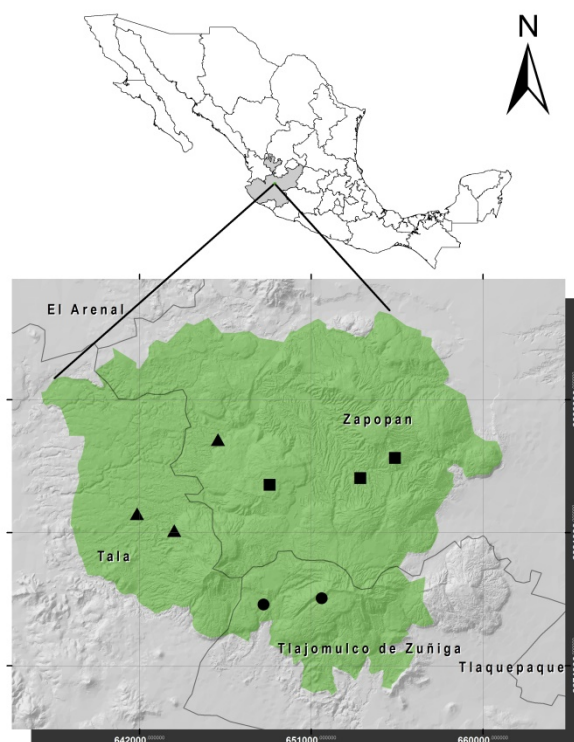 N
El Arenal
Zapopan
Tala
Tlajomulco de Zuñiga
Tlaquepaque
642000
651000
660000